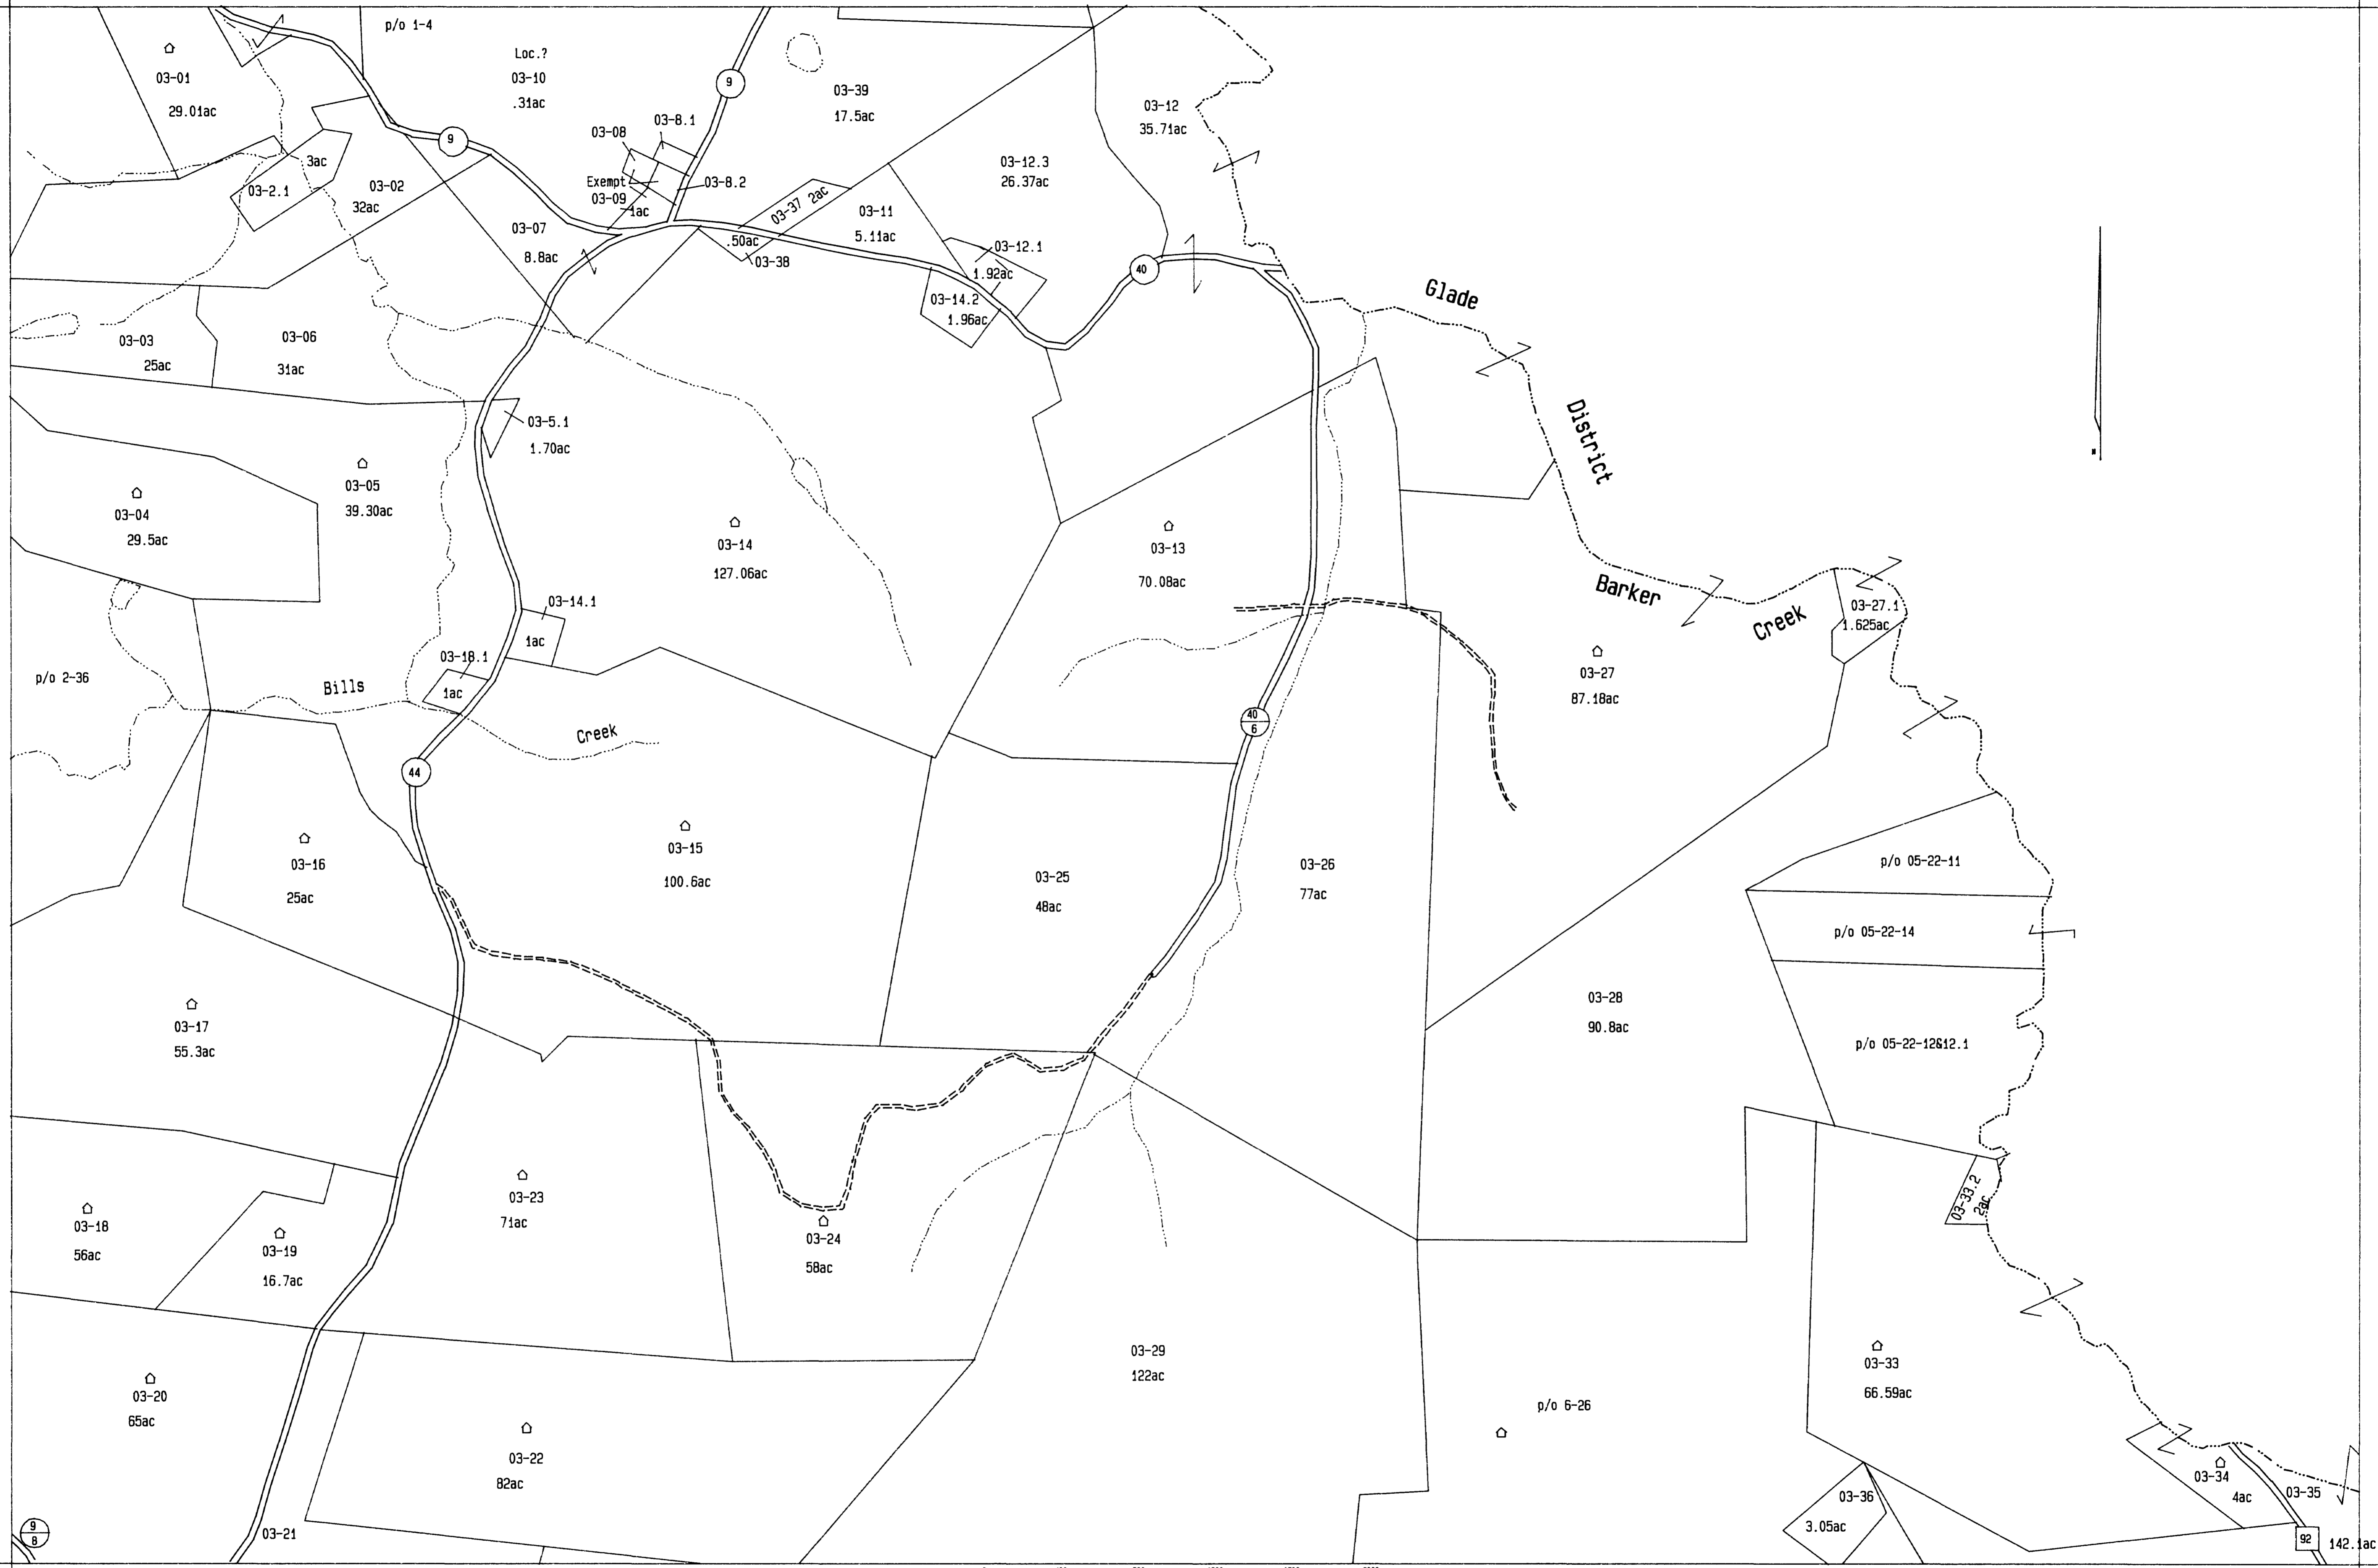 p/o 1-4
03-01
29.01ac
Loc.?
03-10
.31ac
9
9
03-39
17.5ac
03-12
35.71ac
03-08
03-8.1
Exempt
03-09
1ac
03-8.2
3ac
03-2.1
03-02
32ac
03-07
8.8ac
03-37 2ac
.50ac
03-38
03-11
5.11ac
03-12.3
26.37ac
03-12.1
1.92ac
03-14.2
1.96ac
40
Glade
District
03-03
25ac
03-06
31ac
03-5.1
1.70ac
03-05
39.30ac
03-04
29.5ac
03-14
127.06ac
03-13
70.08ac
Barker
Creek
03-27.1
1.625ac
03-14.1
1ac
03-18.1
1ac
p/o 2-36
Bills
Creek
03-27
87.18ac
40
6
44
03-16
25ac
03-15
100.6ac
03-25
48ac
03-26
77ac
p/o 05-22-11
p/o 05-22-14
p/o 05-22-12&12.1
03-28
90.8ac
03-17
55.3ac
03-18
56ac
03-19
16.7ac
03-23
71ac
03-24
58ac
03-33.2
2ac
03-29
122ac
03-33
66.59ac
03-20
65ac
p/o 6-26
03-22
82ac
03-21
9
8
03-36
3.05ac
03-34
4ac
03-35
92
142.1ac